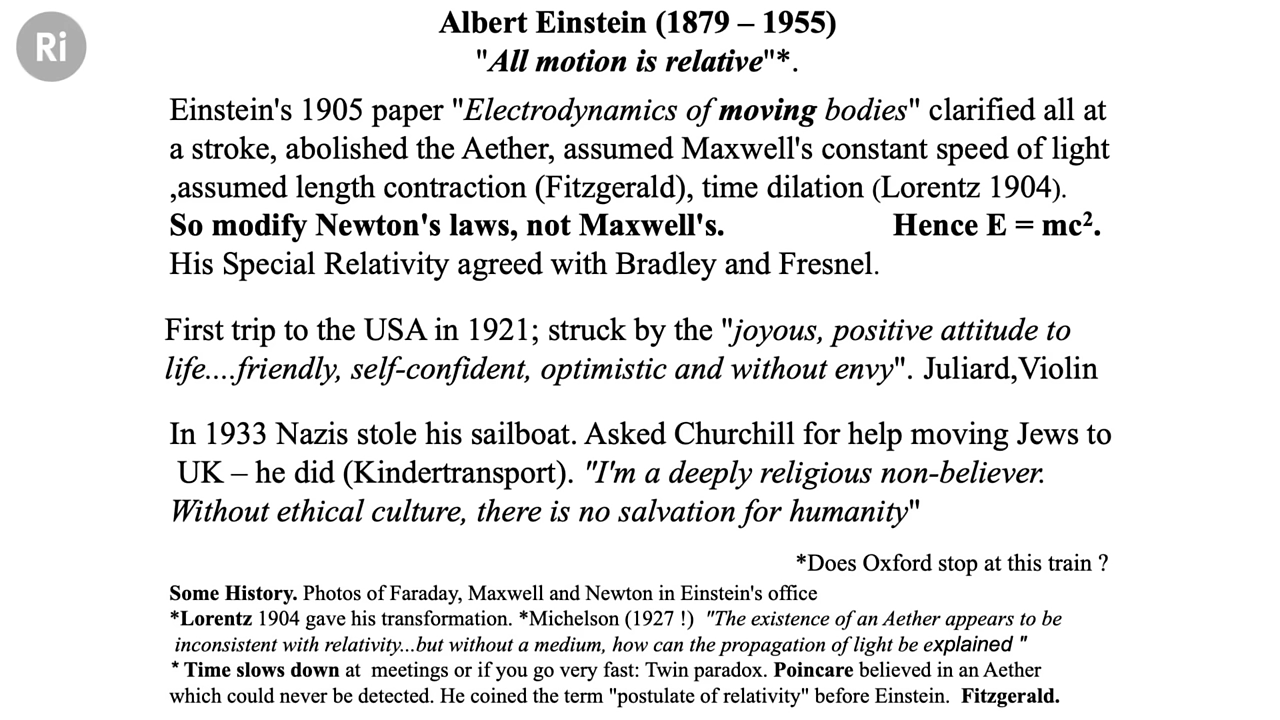 Ri
Albert Einstein (1879 – 1955)
"All motion is relative"*.
Einstein's 1905 paper "Electrodynamics of moving bodies" clarified all at
a stroke, abolished the Aether, assumed Maxwell's constant speed of light
,assumed length contraction (Fitzgerald), time dilation (Lorentz 1904).
So modify Newton's laws, not Maxwell's. Hence E = mc².
His Special Relativity agreed with Bradley and Fresnel.
First trip to the USA in 1921; struck by the "joyous, positive attitude to
life....friendly, self-confident, optimistic and without envy". Juliard,Violin
In 1933 Nazis stole his sailboat. Asked Churchill for help moving Jews to
UK – he did (Kindertransport). "I'm a deeply religious non-believer.
Without ethical culture, there is no salvation for humanity"
*Does Oxford stop at this train ?
Some History. Photos of Faraday, Maxwell and Newton in Einstein's office
*Lorentz 1904 gave his transformation. *Michelson (1927 !) "The existence of an Aether appears to be
inconsistent with relativity...but without a medium, how can the propagation of light be explained "
* Time slows down at meetings or if you go very fast: Twin paradox. Poincare believed in an Aether
which could never be detected. He coined the term "postulate of relativity" before Einstein. Fitzgerald.